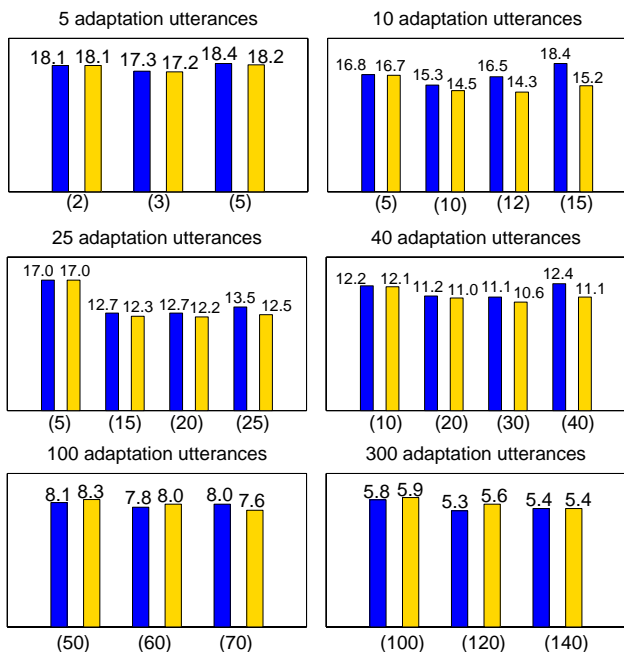 5 adaptation utterances
18.1 18.1 17.3 17.2 18.4 18.2
(2) (3) (5)
10 adaptation utterances
16.8 16.7 15.3 14.5 16.5 14.3 18.4 15.2
(5) (10) (12) (15)
25 adaptation utterances
17.0 17.0 12.7 12.3 12.7 12.2 13.5 12.5
(5) (15) (20) (25)
40 adaptation utterances
12.2 12.1 11.2 11.0 11.1 10.6 12.4 11.1
(10) (20) (30) (40)
100 adaptation utterances
8.1 8.3 7.8 8.0 8.0 7.6
(50) (60) (70)
300 adaptation utterances
5.8 5.9 5.3 5.6 5.4 5.4
(100) (120) (140)